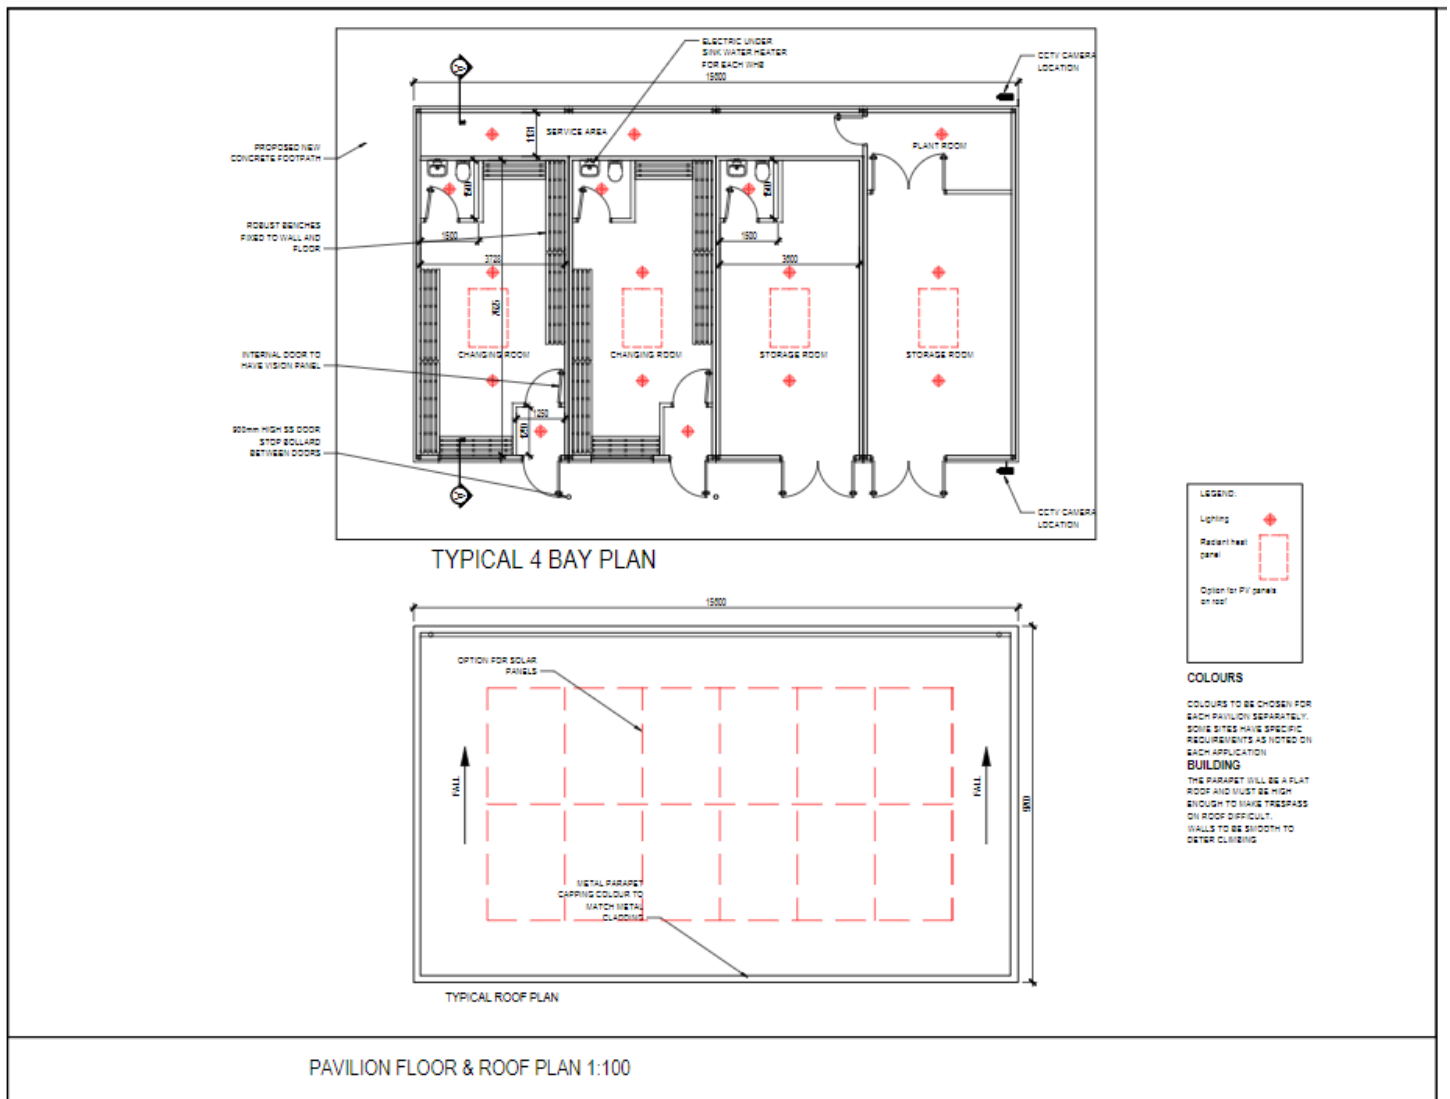 ELECTRIC UNDER
SINK WATER HEATER
FOR EACH WHB
CCTV CAMERA
LOCATION
15600
PROPOSED NEW
CONCRETE FOOTPATH
1131
SERVICE AREA
PLANT ROOM
ROBUST BENCHES
FIXED TO WALL AND
FLOOR
1500
1500
3728
3600
CHANGING ROOM
CHANGING ROOM
STORAGE ROOM
STORAGE ROOM
INTERNAL DOOR TO
HAVE VISION PANEL
1250
1250
900mm HIGH SS DOOR
STOP BOLLARD
BETWEEN DOORS
CCTV CAMERA
LOCATION
TYPICAL 4 BAY PLAN
LEGEND:
Lighting
Radiant heat
panel
Option for PV panels
on roof
15600
OPTION FOR SOLAR
PANELS
FALL
FALL
METAL PARAPET
CAPPING COLOUR TO
MATCH METAL
CLADDING
TYPICAL ROOF PLAN
COLOURS
COLOURS TO BE CHOSEN FOR
EACH PAVILION SEPARATELY.
SOME SITES HAVE SPECIFIC
REQUIREMENTS AS NOTED ON
EACH APPLICATION
BUILDING
THE PARAPET WILL BE A FLAT
ROOF AND MUST BE HIGH
ENOUGH TO MAKE TRESPASS
ON ROOF DIFFICULT.
WALLS TO BE SMOOTH TO
DETER CLIMBING
PAVILION FLOOR & ROOF PLAN 1:100